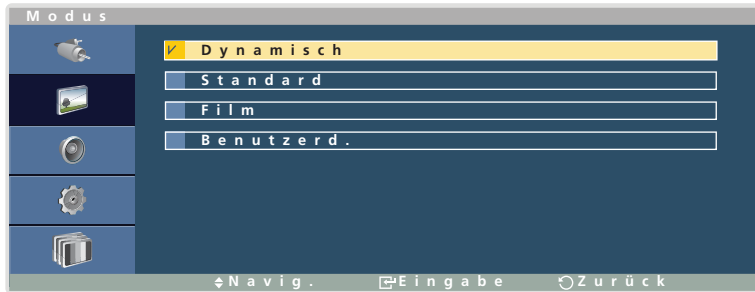 Modus
Dynamisch
Standard
Film
Benutzerd.
Navig. Eingabe Zurück